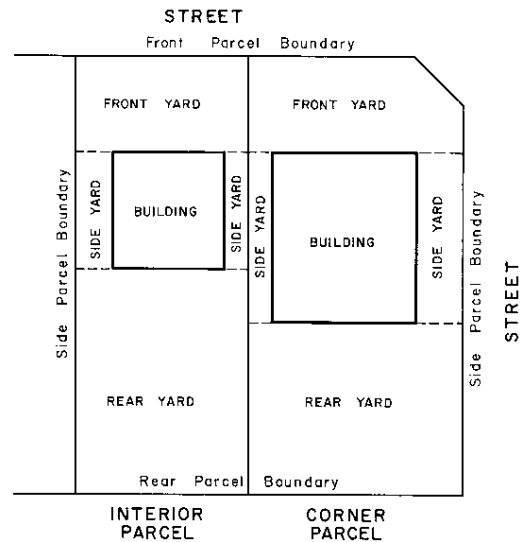 STREET
Front Parcel Boundary
FRONT YARD
FRONT YARD
Side Parcel Boundary
SIDE YARD
BUILDING
SIDE YARD
SIDE YARD
BUILDING
SIDE YARD
Side Parcel Boundary
STREET
REAR YARD
REAR YARD
Rear Parcel Boundary
INTERIOR
PARCEL
CORNER
PARCEL